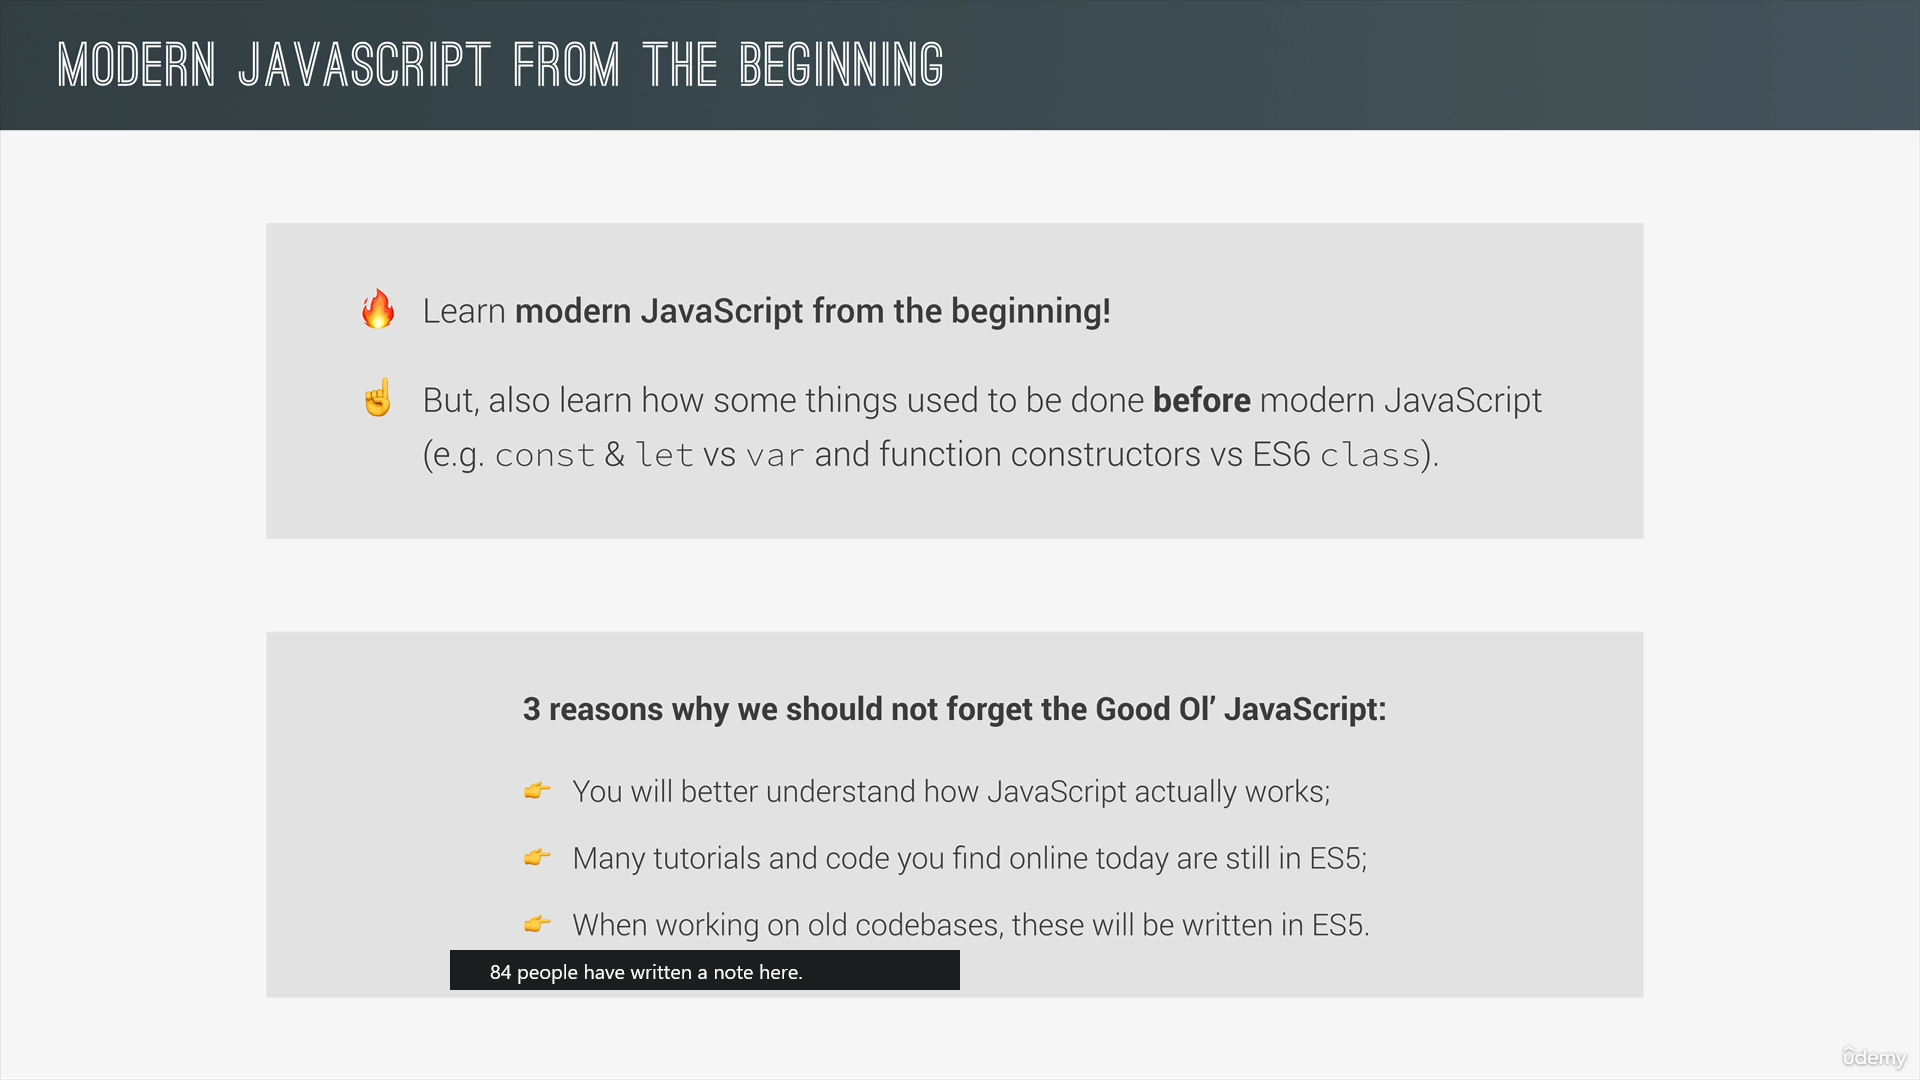 MODERN JAVASCRIPT FROM THE BEGINNING
Learn modern JavaScript from the beginning!
But, also learn how some things used to be done before modern JavaScript
(e.g. const & let vs var and function constructors vs ES6 class).
3 reasons why we should not forget the Good Ol’ JavaScript:
You will better understand how JavaScript actually works;
Many tutorials and code you find online today are still in ES5;
When working on old codebases, these will be written in ES5.
84 people have written a note here.
ûdemy